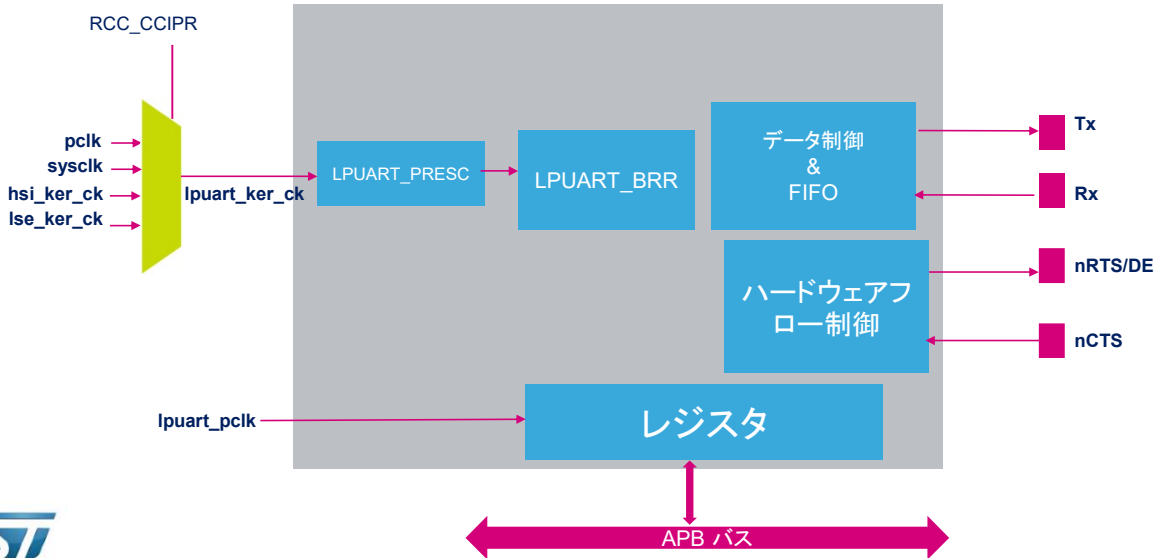 RCC_CCIPR
pclk
sysclk
hsi_ker_ck
lse_ker_ck
lpuart_ker_ck
LPUART_PRESC
LPUART_BRR
データ制御
&
FIFO
Tx
Rx
ハードウェアフ
ロー制御
nRTS/DE
nCTS
lpuart_pclk
レジスタ
APB バス